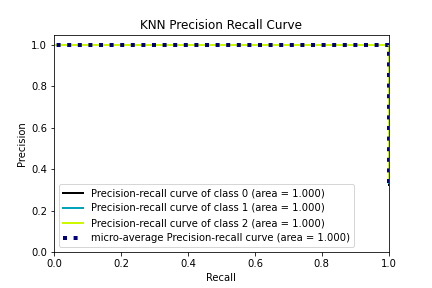 KNN Precision Recall Curve
1.0
0.8
0.6
0.4
0.2
0.0
Precision
Precision-recall curve of class 0 (area = 1.000)
Precision-recall curve of class 1 (area = 1.000)
Precision-recall curve of class 2 (area = 1.000)
micro-average Precision-recall curve (area = 1.000)
0.0 0.2 0.4 0.6 0.8 1.0
Recall